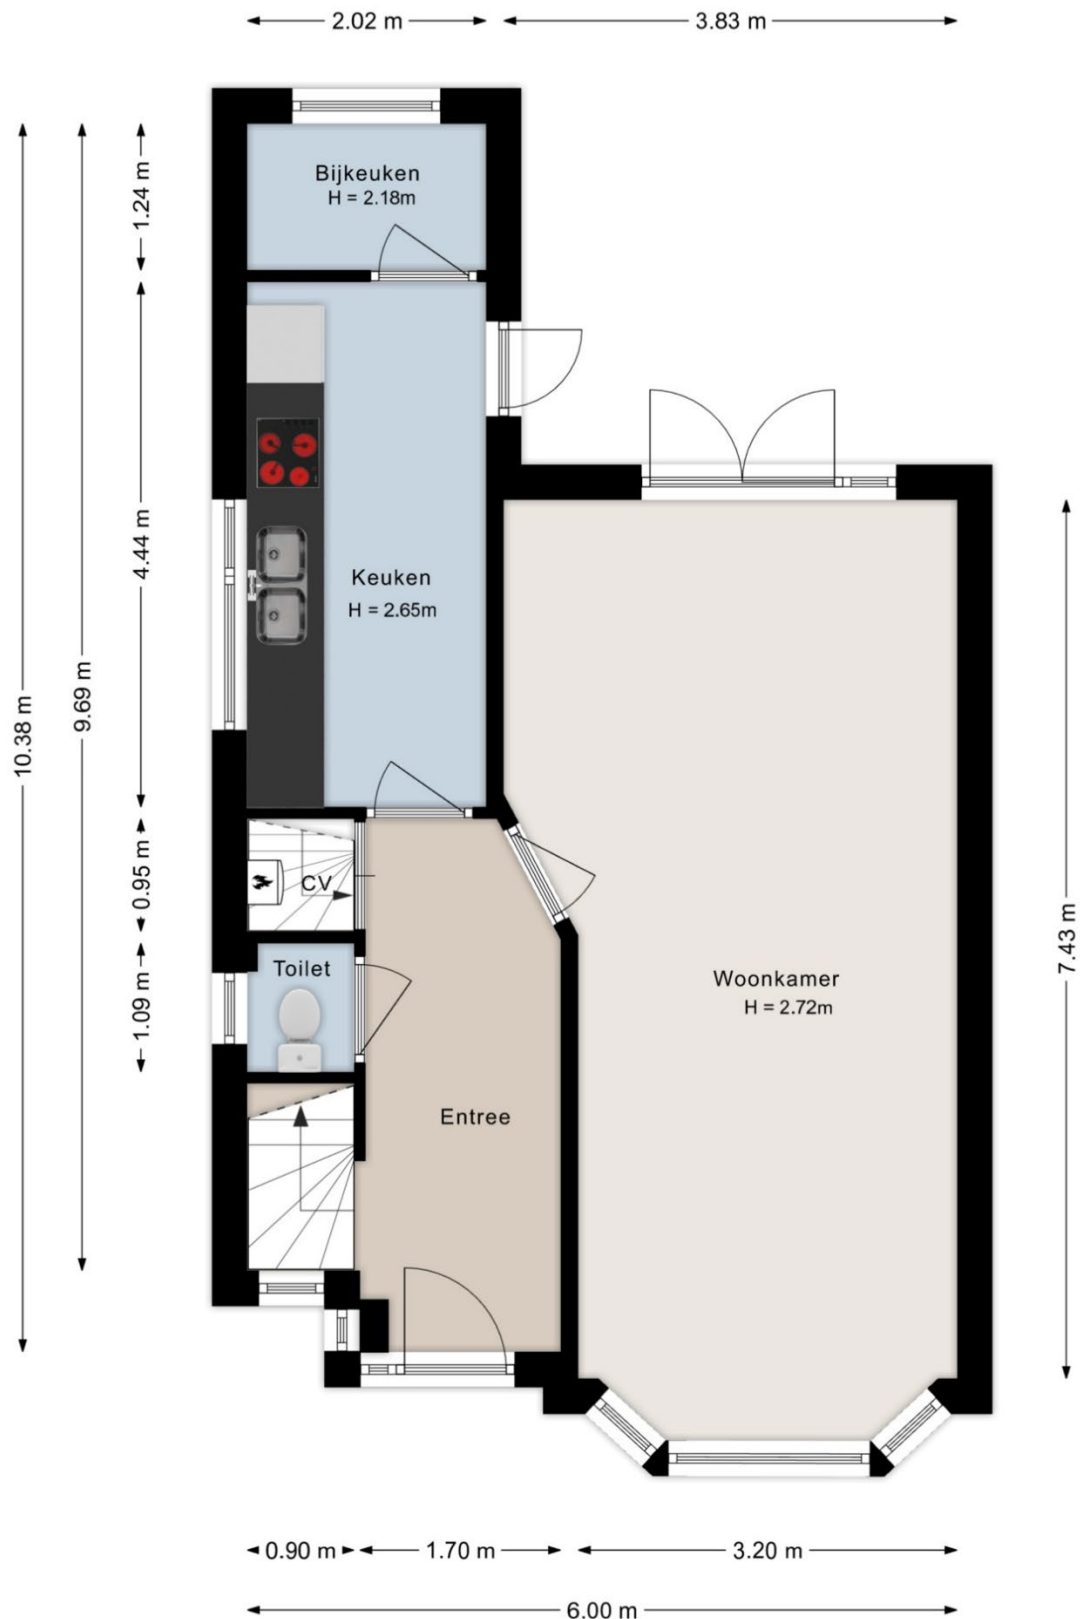 2.02 m
3.83 m
Bijkeuken
H = 2.18m
1.24 m
4.44 m
Keuken
H = 2.65m
9.69 m
10.38 m
0.95 m
CV
1.09 m
Toilet
Woonkamer
H = 2.72m
7.43 m
Entree
0.90 m
1.70 m
3.20 m
6.00 m